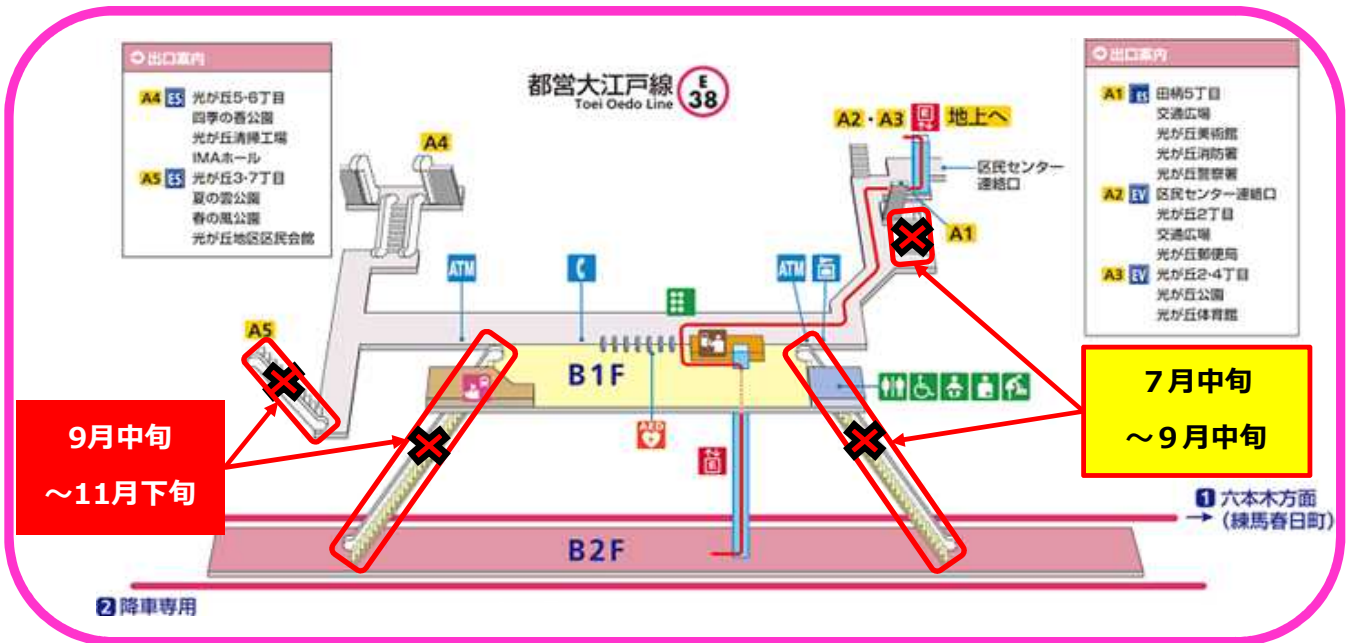 出口案内
A4 ES 光が丘5-6丁目
四季の香公園
光が丘清掃工場
IMAホール
A5 ES 光が丘3・7丁目
夏の雲公園
春の風公園
光が丘地区区民会館
都営大江戸線
Toei Oedo Line
E
38
A2・A3 地上へ
区民センター
連絡口
出口案内
A1 ES 田柄5丁目
交通広場
光が丘美術館
光が丘消防署
光が丘警察署
A2 EV 区民センター連絡口
光が丘2丁目
交通広場
光が丘郵便局
A3 EV 光が丘2・4丁目
光が丘公園
光が丘体育館
A4
A1
ATM
ATM
A5
B1F
AED
9月中旬
～11月下旬
７月中旬
～９月中旬
1 六本木方面
→ (練馬春日町)
B2F
2 降車専用